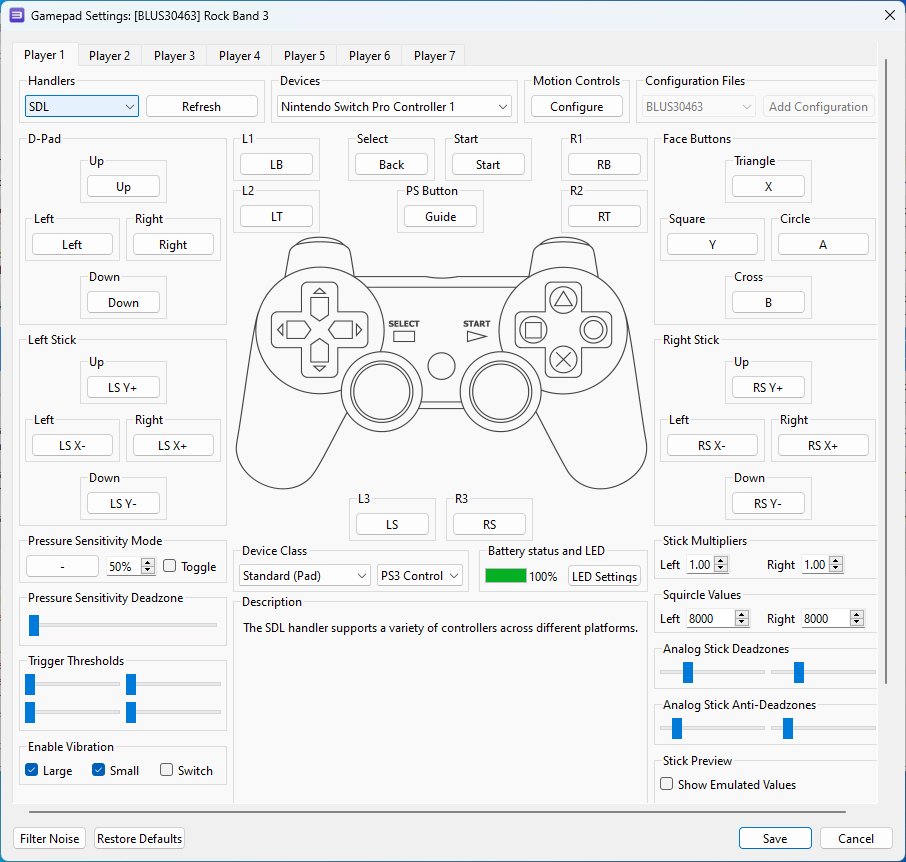 Gamepad Settings: [BLUS30463] Rock Band 3
Player 1 Player 2 Player 3 Player 4 Player 5 Player 6 Player 7
Handlers
SDL Refresh
Devices
Nintendo Switch Pro Controller 1
Motion Controls
Configure
Configuration Files
BLUS30463 Add Configuration
D-Pad
Up
Up
Left
Left
Right
Right
Down
Down
Left Stick
Up
LS Y+
Left
LS X-
Right
LS X+
Down
LS Y-
Pressure Sensitivity Mode
- 50% Toggle
Pressure Sensitivity Deadzone
Trigger Thresholds
Enable Vibration
Large Small Switch
L1
LB
L2
LT
Select
Back
Start
Start
PS Button
Guide
R1
RB
R2
RT
SELECT START
L3
LS
R3
RS
Device Class
Standard (Pad) PS3 Control
Battery status and LED
100% LED Settings
Description
The SDL handler supports a variety of controllers across different platforms.
Face Buttons
Triangle
X
Square
Y
Circle
A
Cross
B
Right Stick
Up
RS Y+
Left
RS X-
Right
RS X+
Down
RS Y-
Stick Multipliers
Left 1.00 Right 1.00
Squircle Values
Left 8000 Right 8000
Analog Stick Deadzones
Analog Stick Anti-Deadzones
Stick Preview
Show Emulated Values
Filter Noise Restore Defaults Save Cancel